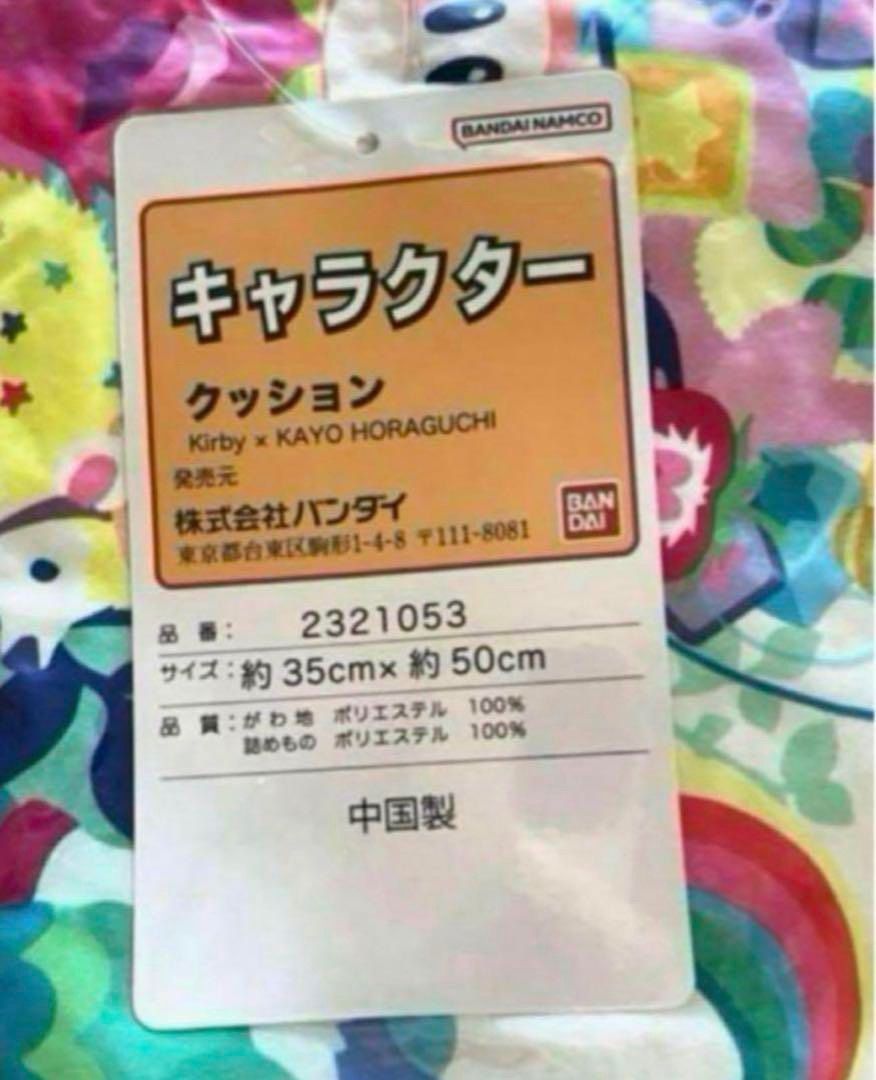 BANDAI NAMCO
キャラクター
クッション
Kirby × KAYO HORAGUCHI
発売元
株式会社バンダイ
東京都台東区駒形1-4-8 〒111-8081
BAN
DAI
品 番： 2321053
サイズ：約 35cm× 約 50cm
品 質：がわ地 ポリエステル 100%
詰めもの ポリエステル 100%
中国製